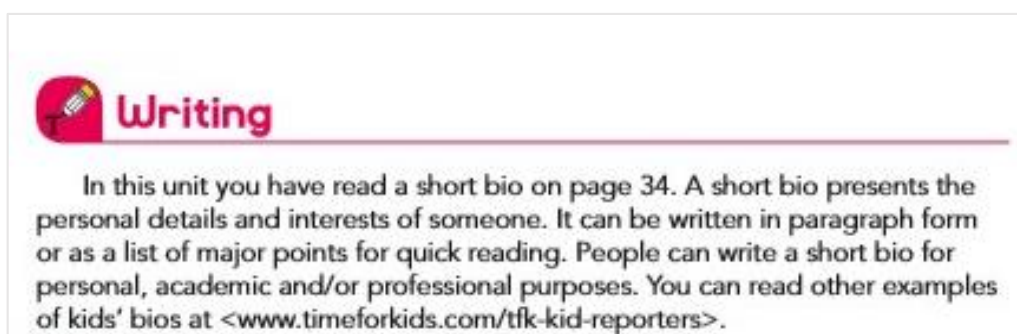 Writing
In this unit you have read a short bio on page 34. A short bio presents the
personal details and interests of someone. It can be written in paragraph form
or as a list of major points for quick reading. People can write a short bio for
personal, academic and/or professional purposes. You can read other examples
of kids' bios at <www.timeforkids.com/tfk-kid-reporters>.